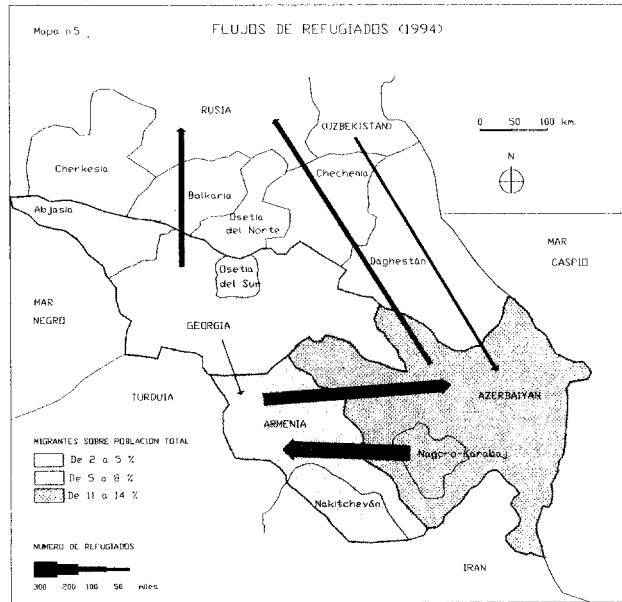 Mapa n.5
FLUJOS DE REFUGIADOS (1994)
RUSIA
(UZBEKISTAN)
0 50 100 km.
N
Cherkesia
Chechenia
Balkaria
Abjasia
Osetia
del Norte
Daghestán
MAR
CASPIO
Osetia
del Sur
MAR
NEGRO
GEORGIA
TURQUIA
AZERBAIYAN
ARMENIA
MIGRANTES SOBRE POBLACION TOTAL
De 2 a 5 %
De 5 a 8 %
De 11 a 14 %
Nagorno-Karabaj
Nakitcheván
NUMERO DE REFUGIADOS
300 200 100 50 miles
IRAN